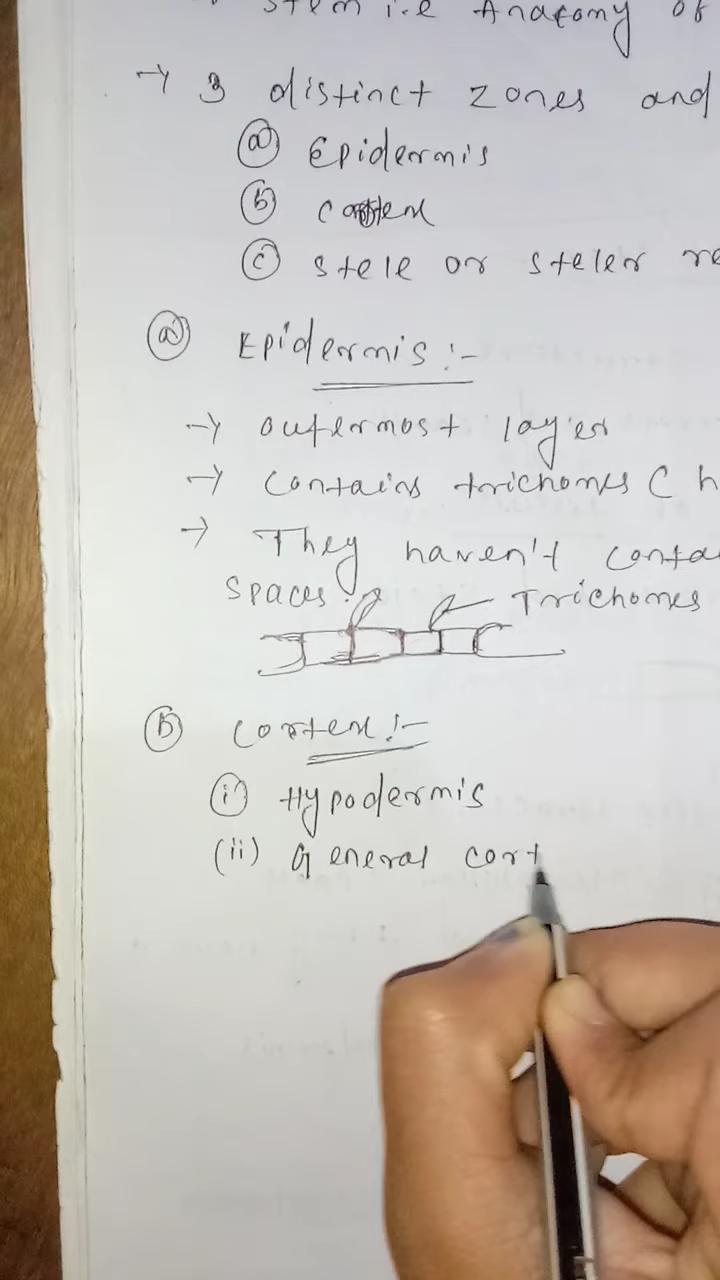 stem i.e Anatomy of
→ 3 distinct zones and
(a) Epidermis
(b) Cortex
(c) stele or steler re
(a) Epidermis :-
→ outermost layer
→ contains trichomes ( h
→ They haven't conta
spaces.
Trichomes
(b) Cortex :-
(i) Hypodermis
(ii) General cort